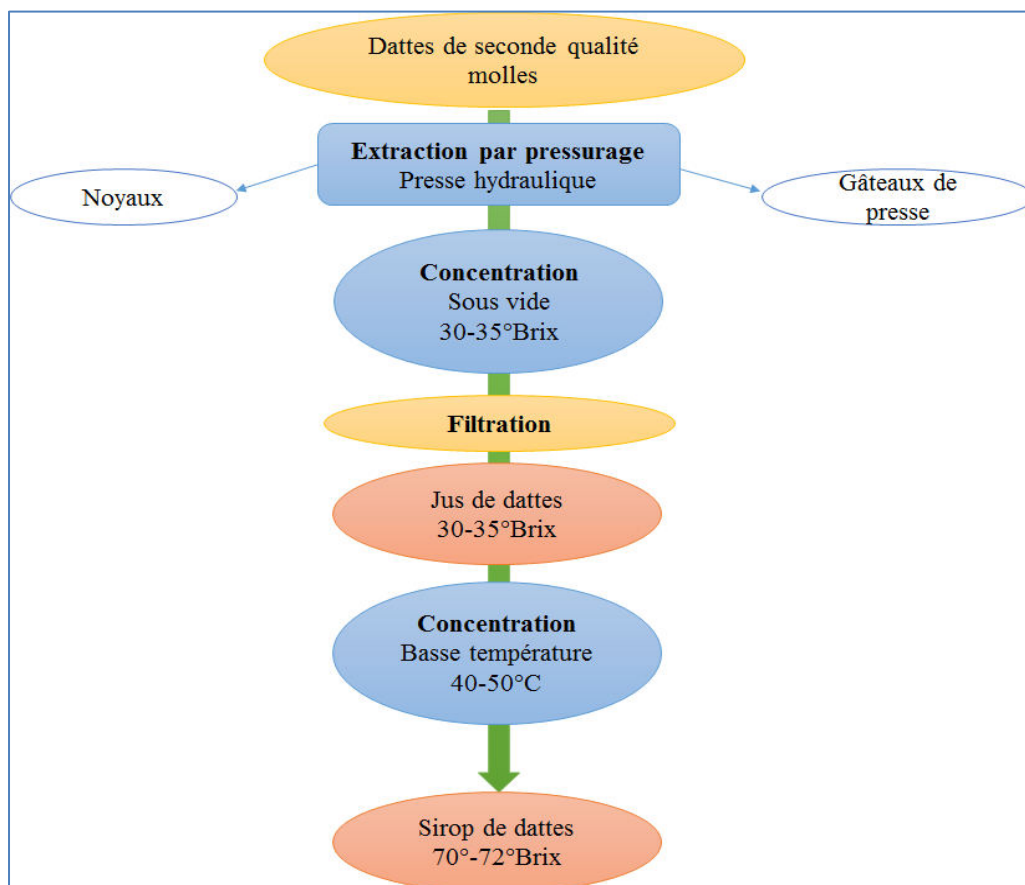 Dattes de seconde qualité
molles
Extraction par pressurage
Presse hydraulique
Noyaux
Gâteaux de
presse
Concentration
Sous vide
30-35°Brix
Filtration
Jus de dattes
30-35°Brix
Concentration
Basse température
40-50°C
Sirop de dattes
70°-72°Brix